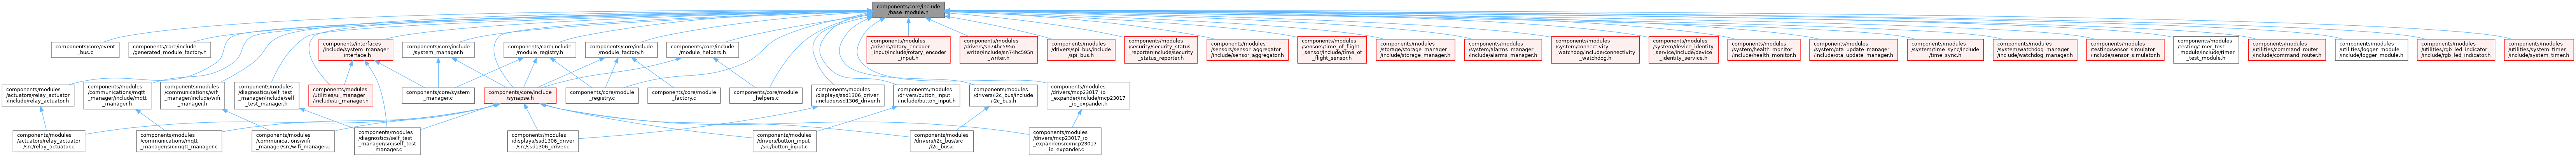 components/core/include
/base_module.h
components/core/event
_bus.c
components/core/include
/generated_module_factory.h
components/interfaces
/include/system_manager
_interface.h
components/core/include
/system_manager.h
components/core/include
/module_registry.h
components/core/include
/module_factory.h
components/core/include
/module_helpers.h
components/modules
/drivers/rotary_encoder
_input/include/rotary_encoder
_input.h
components/modules
/drivers/sn74hc595n
_writer/include/sn74hc595n
_writer.h
components/modules
/drivers/spi_bus/include
/spi_bus.h
components/modules
/security/security_status
_reporter/include/security
_status_reporter.h
components/modules
/sensors/sensor_aggregator
/include/sensor_aggregator.h
components/modules
/sensors/time_of_flight
_sensor/include/time_of
_flight_sensor.h
components/modules
/storage/storage_manager
/include/storage_manager.h
components/modules
/system/alarms_manager
/include/alarms_manager.h
components/modules
/system/connectivity
_watchdog/include/connectivity
_watchdog.h
components/modules
/system/device_identity
_service/include/device
_identity_service.h
components/modules
/system/health_monitor
/include/health_monitor.h
components/modules
/system/ota_update_manager
/include/ota_update_manager.h
components/modules
/system/time_sync/include
/time_sync.h
components/modules
/system/watchdog_manager
/include/watchdog_manager.h
components/modules
/testing/sensor_simulator
/include/sensor_simulator.h
components/modules
/testing/timer_test
_module/include/timer
_test_module.h
components/modules
/utilities/command_router
/include/command_router.h
components/modules
/utilities/logger_module
/include/logger_module.h
components/modules
/utilities/rgb_led_indicator
/include/rgb_led_indicator.h
components/modules
/utilities/system_timer
/include/system_timer.h
components/modules
/actuators/relay_actuator
/include/relay_actuator.h
components/modules
/communications/mqtt
_manager/include/mqtt
_manager.h
components/modules
/communications/wifi
_manager/include/wifi
_manager.h
components/modules
/diagnostics/self_test
_manager/include/self
_test_manager.h
components/modules
/utilities/ui_manager
/include/ui_manager.h
components/core/system
_manager.c
components/core/include
/synapse.h
components/core/module
_registry.c
components/core/module
_factory.c
components/core/module
_helpers.c
components/modules
/displays/ssd1306_driver
/include/ssd1306_driver.h
components/modules
/drivers/button_input
/include/button_input.h
components/modules
/drivers/i2c_bus/include
/i2c_bus.h
components/modules
/drivers/mcp23017_io
_expander/include/mcp23017
_io_expander.h
components/modules
/actuators/relay_actuator
/src/relay_actuator.c
components/modules
/communications/mqtt
_manager/src/mqtt_manager.c
components/modules
/communications/wifi
_manager/src/wifi_manager.c
components/modules
/diagnostics/self_test
_manager/src/self_test
_manager.c
components/modules
/displays/ssd1306_driver
/src/ssd1306_driver.c
components/modules
/drivers/button_input
/src/button_input.c
components/modules
/drivers/i2c_bus/src
/i2c_bus.c
components/modules
/drivers/mcp23017_io
_expander/src/mcp23017
_io_expander.c